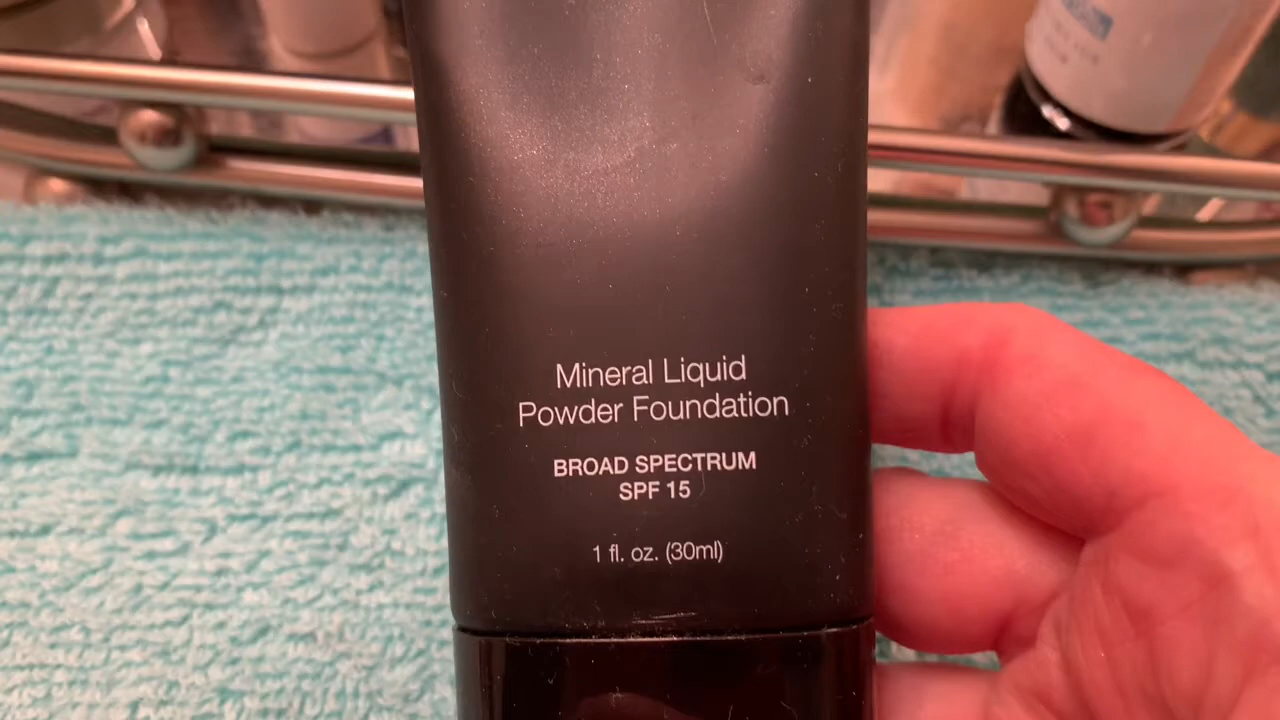 Mineral Liquid
Powder Foundation
BROAD SPECTRUM
SPF 15
1 fl. oz. (30ml)